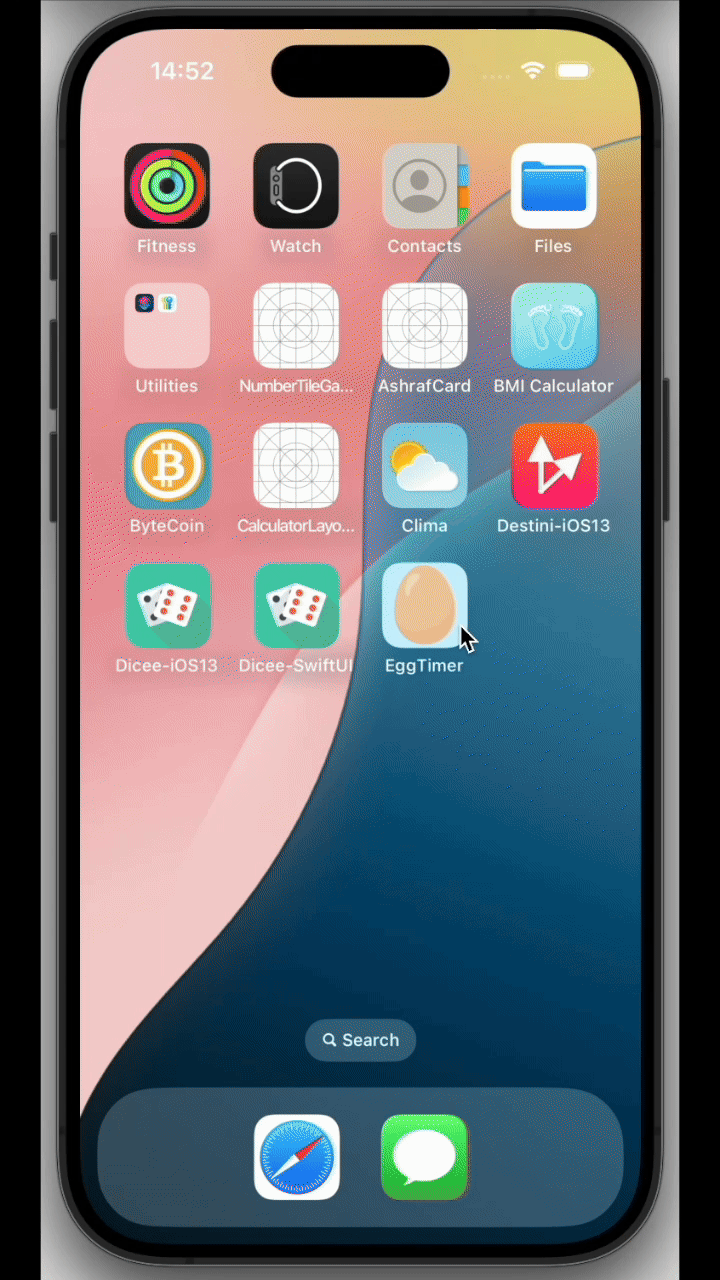 14:52
Fitness Watch Contacts Files
Utilities NumberTileGa... AshrafCard BMI Calculator
ByteCoin CalculatorLayo... Clima Destini-iOS13
Dicee-iOS13 Dicee-SwiftUI EggTimer
Search